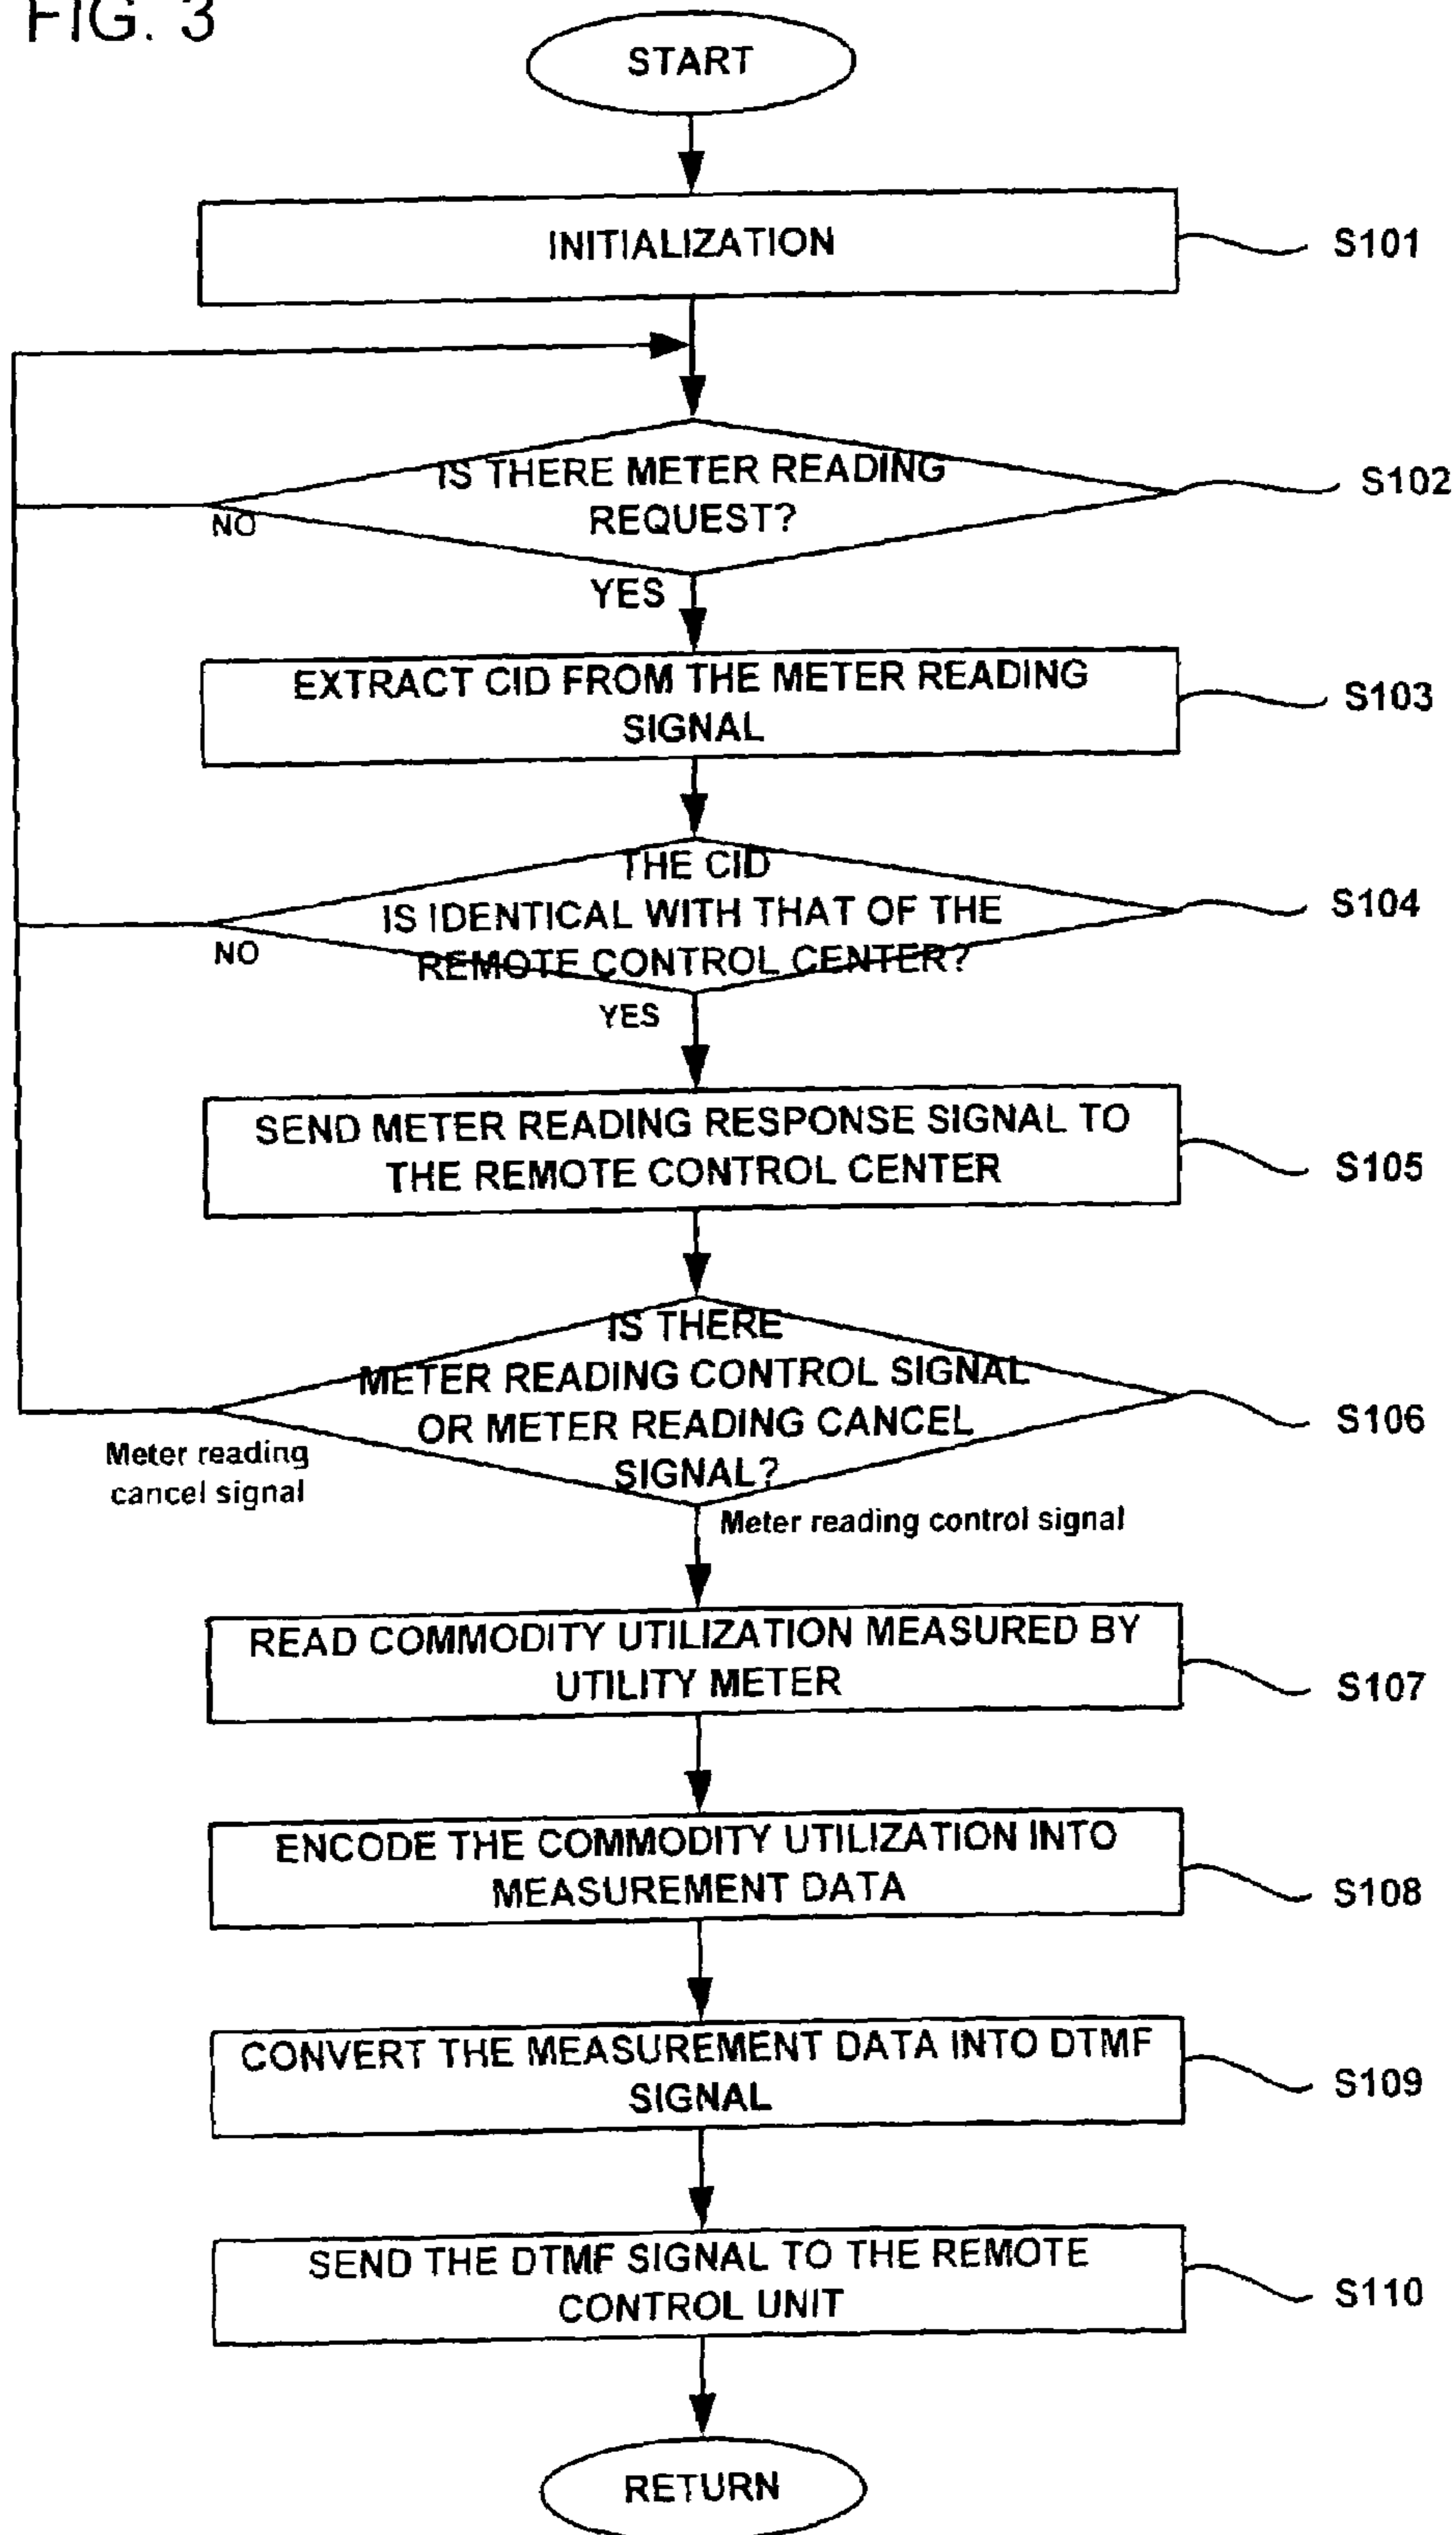 FIG. 3
START
INITIALIZATION
S101
IS THERE METER READING
REQUEST?
S102
NO
YES
EXTRACT CID FROM THE METER READING
SIGNAL
S103
THE CID
IS IDENTICAL WITH THAT OF THE
REMOTE CONTROL CENTER?
S104
NO
YES
SEND METER READING RESPONSE SIGNAL TO
THE REMOTE CONTROL CENTER
S105
IS THERE
METER READING CONTROL SIGNAL
OR METER READING CANCEL
SIGNAL?
S106
Meter reading
cancel signal
Meter reading control signal
READ COMMODITY UTILIZATION MEASURED BY
UTILITY METER
S107
ENCODE THE COMMODITY UTILIZATION INTO
MEASUREMENT DATA
S108
CONVERT THE MEASUREMENT DATA INTO DTMF
SIGNAL
S109
SEND THE DTMF SIGNAL TO THE REMOTE
CONTROL UNIT
S110
RETURN